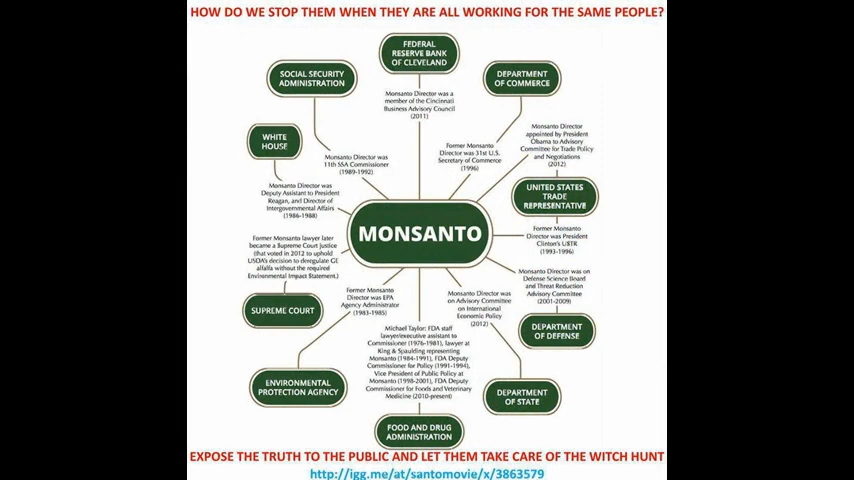 HOW DO WE STOP THEM WHEN THEY ARE ALL WORKING FOR THE SAME PEOPLE?
FEDERAL
RESERVE BANK
OF CLEVELAND
SOCIAL SECURITY
ADMINISTRATION
DEPARTMENT
OF COMMERCE
Monsanto Director was a
member of the Cincinnati
Business Advisory Council
(2011)
WHITE
HOUSE
Monsanto Director was
11th SSA Commissioner
(1989-1992)
Former Monsanto
Director was 31st U.S.
Secretary of Commerce
(1996)
Monsanto Director
appointed by President
Obama to Advisory
Committee for Trade Policy
and Negotiations
(2012)
Monsanto Director was
Deputy Assistant to President
Reagan, and Director of
Intergovernmental Affairs
(1986-1988)
UNITED STATES
TRADE
REPRESENTATIVE
MONSANTO
Former Monsanto
Director was President
Clinton's USTR
(1993-1996)
Former Monsanto lawyer later
became a Supreme Court justice
(that voted in 2012 to uphold
USDA's decision to deregulate GE
alfalfa without the required
Environmental Impact Statement.)
Monsanto Director was on
Defense Science Board
and Threat Reduction
Advisory Committee
(2001-2009)
SUPREME COURT
Former Monsanto
Director was EPA
Agency Administrator
(1983-1985)
Monsanto Director was
on Advisory Committee
on International
Economic Policy
(2012)
DEPARTMENT
OF DEFENSE
Michael Taylor: FDA staff
lawyer/executive assistant to
Commissioner (1976-1981), lawyer at
King & Spaulding representing
Monsanto (1984-1991), FDA Deputy
Commissioner for Policy (1991-1994),
Vice President of Public Policy at
Monsanto (1998-2001), FDA Deputy
Commissioner for Foods and Veterinary
Medicine (2010-present)
ENVIRONMENTAL
PROTECTION AGENCY
DEPARTMENT
OF STATE
FOOD AND DRUG
ADMINISTRATION
EXPOSE THE TRUTH TO THE PUBLIC AND LET THEM TAKE CARE OF THE WITCH HUNT
http://igg.me/at/santomovie/x/3863579